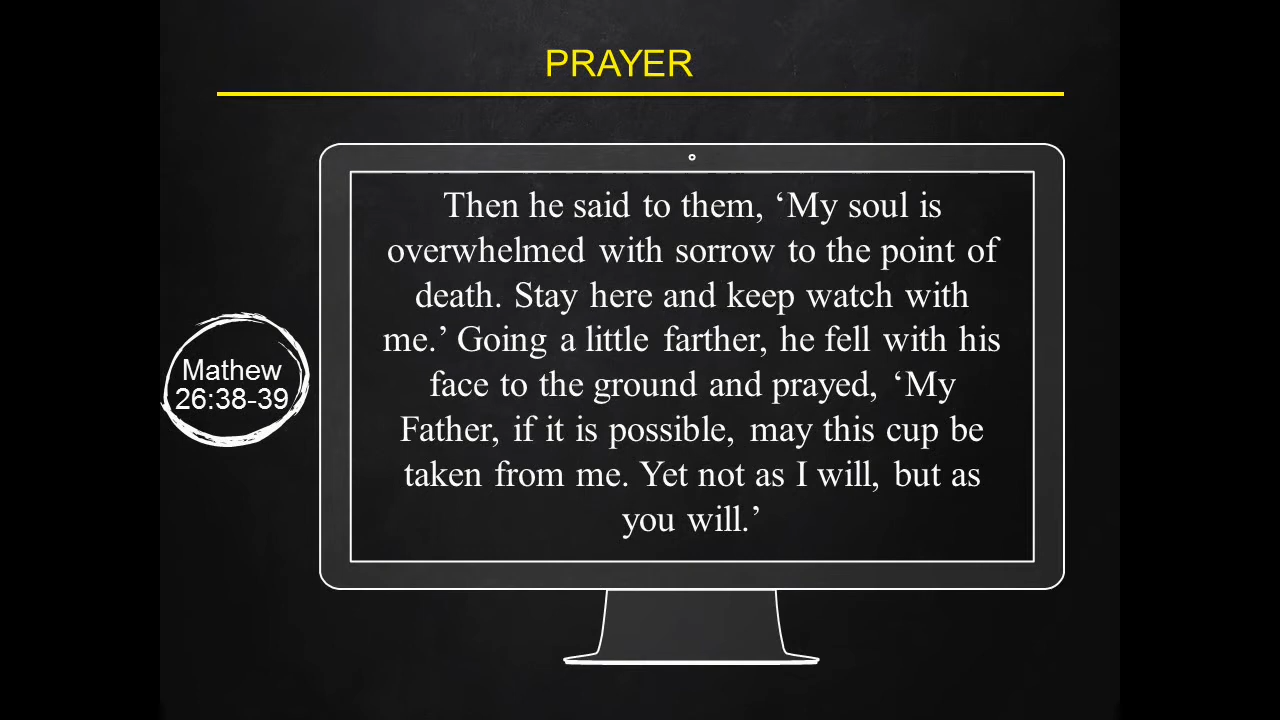 PRAYER
Then he said to them, ‘My soul is
overwhelmed with sorrow to the point of
death. Stay here and keep watch with
me.’ Going a little farther, he fell with his
face to the ground and prayed, ‘My
Father, if it is possible, may this cup be
taken from me. Yet not as I will, but as
you will.’
Mathew
26:38-39